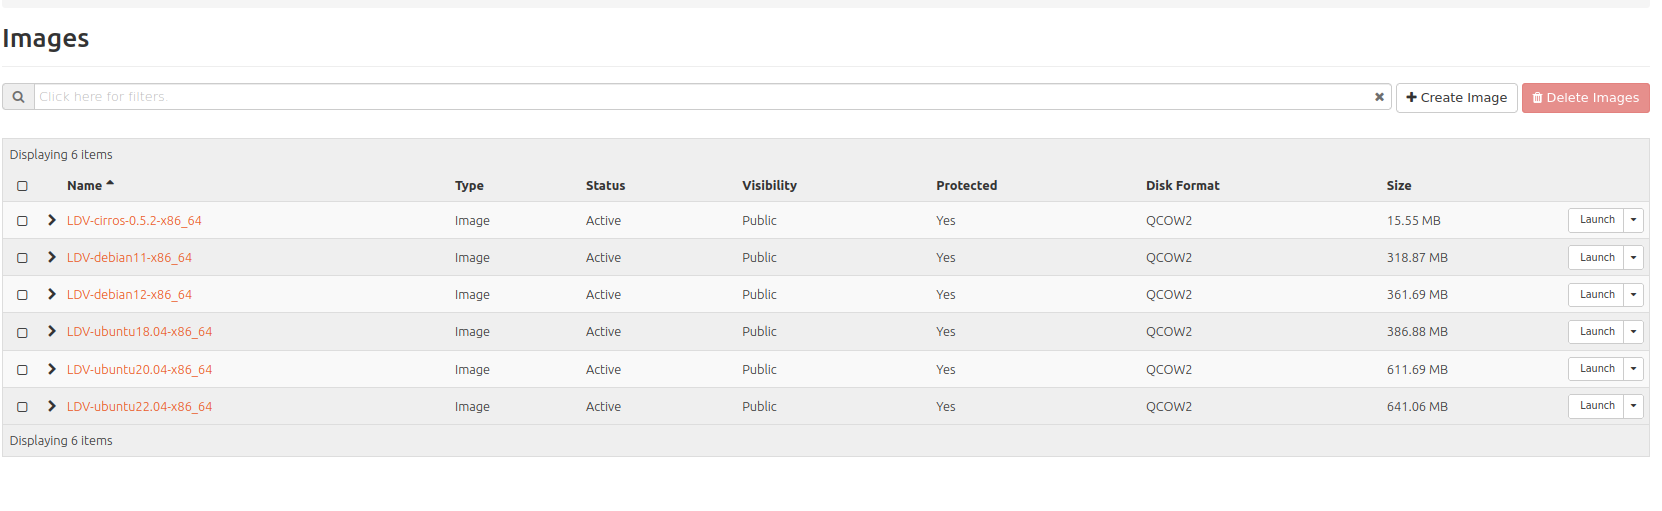 Images
Click here for filters. Create Image Delete Images
Displaying 6 items
Name Type Status Visibility Protected Disk Format Size
LDV-cirros-0.5.2-x86_64 Image Active Public Yes QCOW2 15.55 MB Launch
LDV-debian11-x86_64 Image Active Public Yes QCOW2 318.87 MB Launch
LDV-debian12-x86_64 Image Active Public Yes QCOW2 361.69 MB Launch
LDV-ubuntu18.04-x86_64 Image Active Public Yes QCOW2 386.88 MB Launch
LDV-ubuntu20.04-x86_64 Image Active Public Yes QCOW2 611.69 MB Launch
LDV-ubuntu22.04-x86_64 Image Active Public Yes QCOW2 641.06 MB Launch
Displaying 6 items